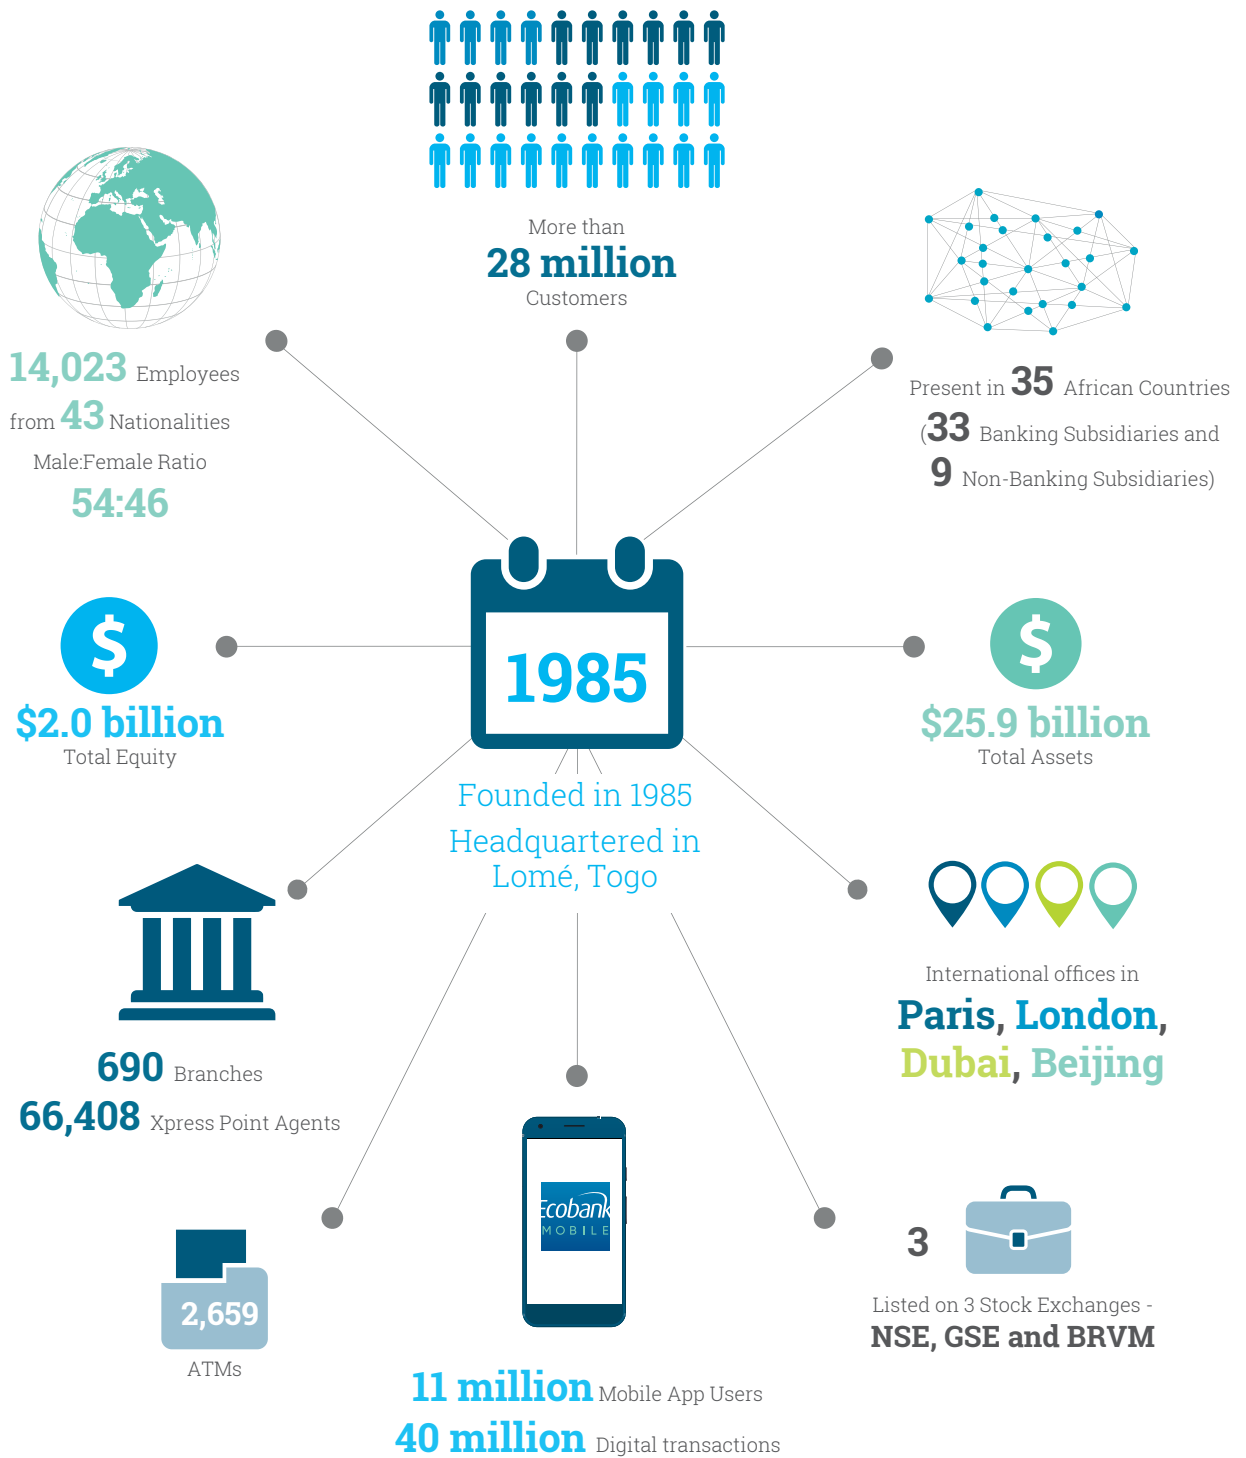 More than
28 million
Customers
14,023 Employees
from 43 Nationalities
Male:Female Ratio
54:46
Present in 35 African Countries
(33 Banking Subsidiaries and
9 Non-Banking Subsidiaries)
$2.0 billion
Total Equity
1985
$25.9 billion
Total Assets
Founded in 1985
Headquartered in
Lomé, Togo
690 Branches
66,408 Xpress Point Agents
International offices in
Paris, London,
Dubai, Beijing
2,659
ATMs
Ecobank
MOBILE
11 million Mobile App Users
40 million Digital transactions
3
Listed on 3 Stock Exchanges -
NSE, GSE and BRVM